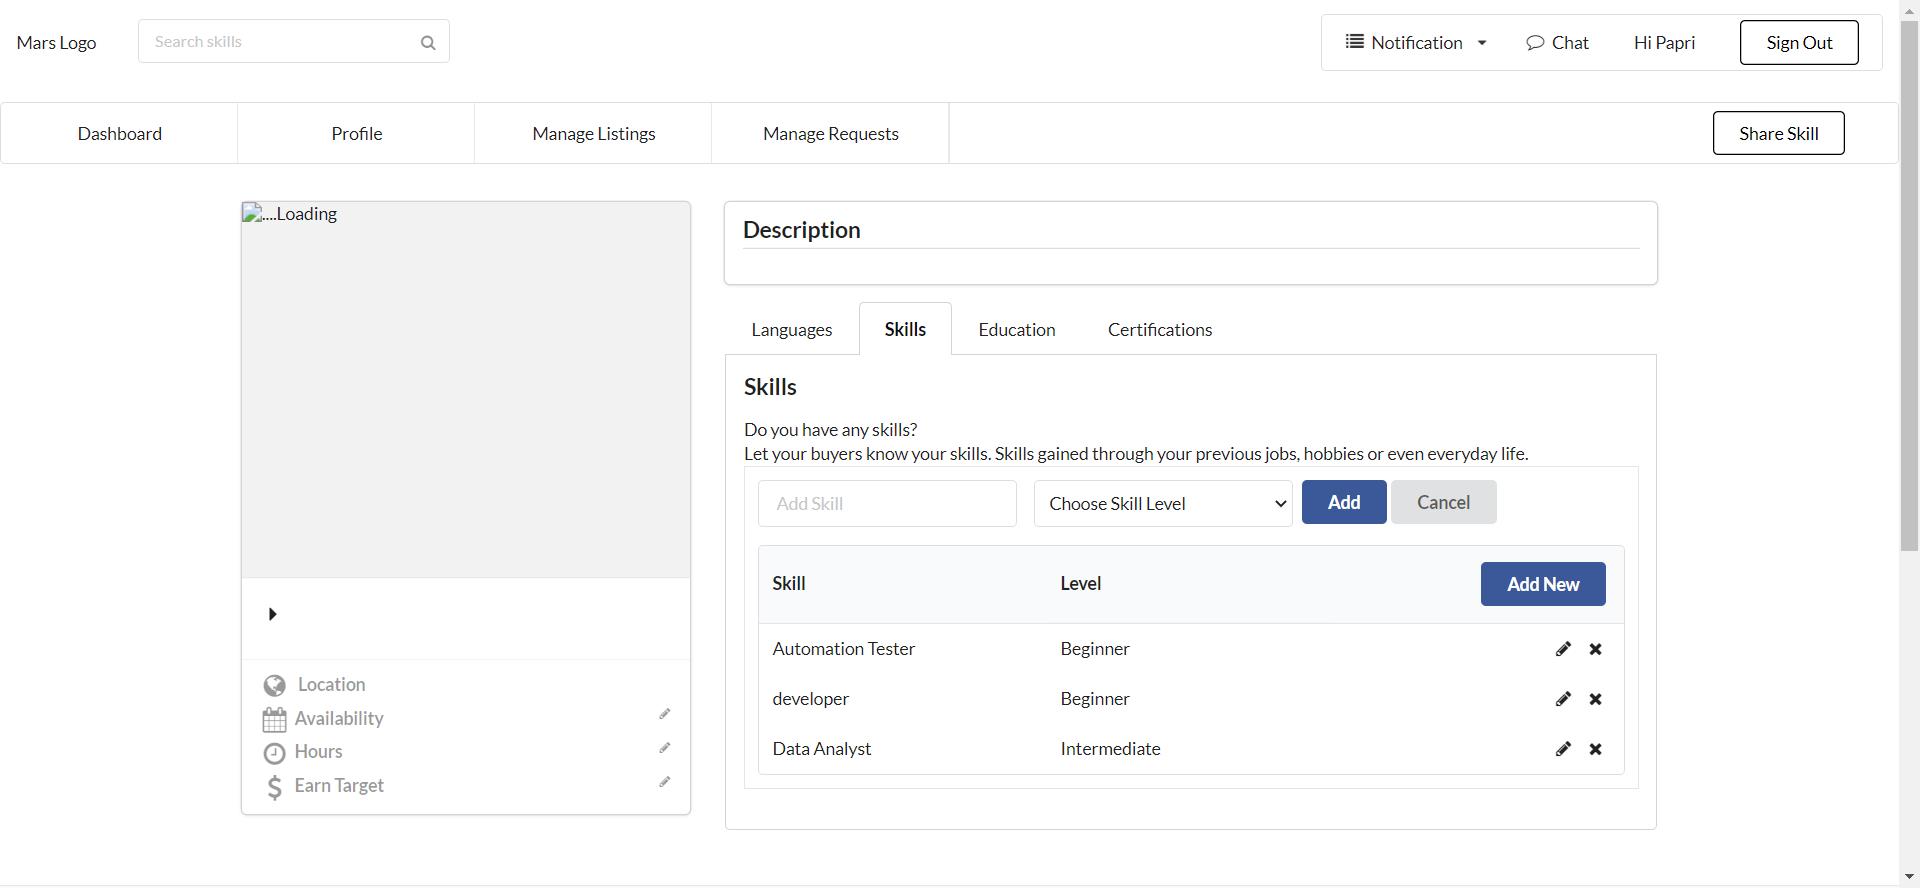 Mars Logo
Search skills
Notification
Chat
Hi Papri
Sign Out
Dashboard
Profile
Manage Listings
Manage Requests
Share Skill
....Loading
Location
Availability
Hours
Earn Target
Description
Languages
Skills
Education
Certifications
Skills
Do you have any skills?
Let your buyers know your skills. Skills gained through your previous jobs, hobbies or even everyday life.
Add Skill
Choose Skill Level
Add
Cancel
Skill Level Add New
Automation Tester Beginner
developer Beginner
Data Analyst Intermediate